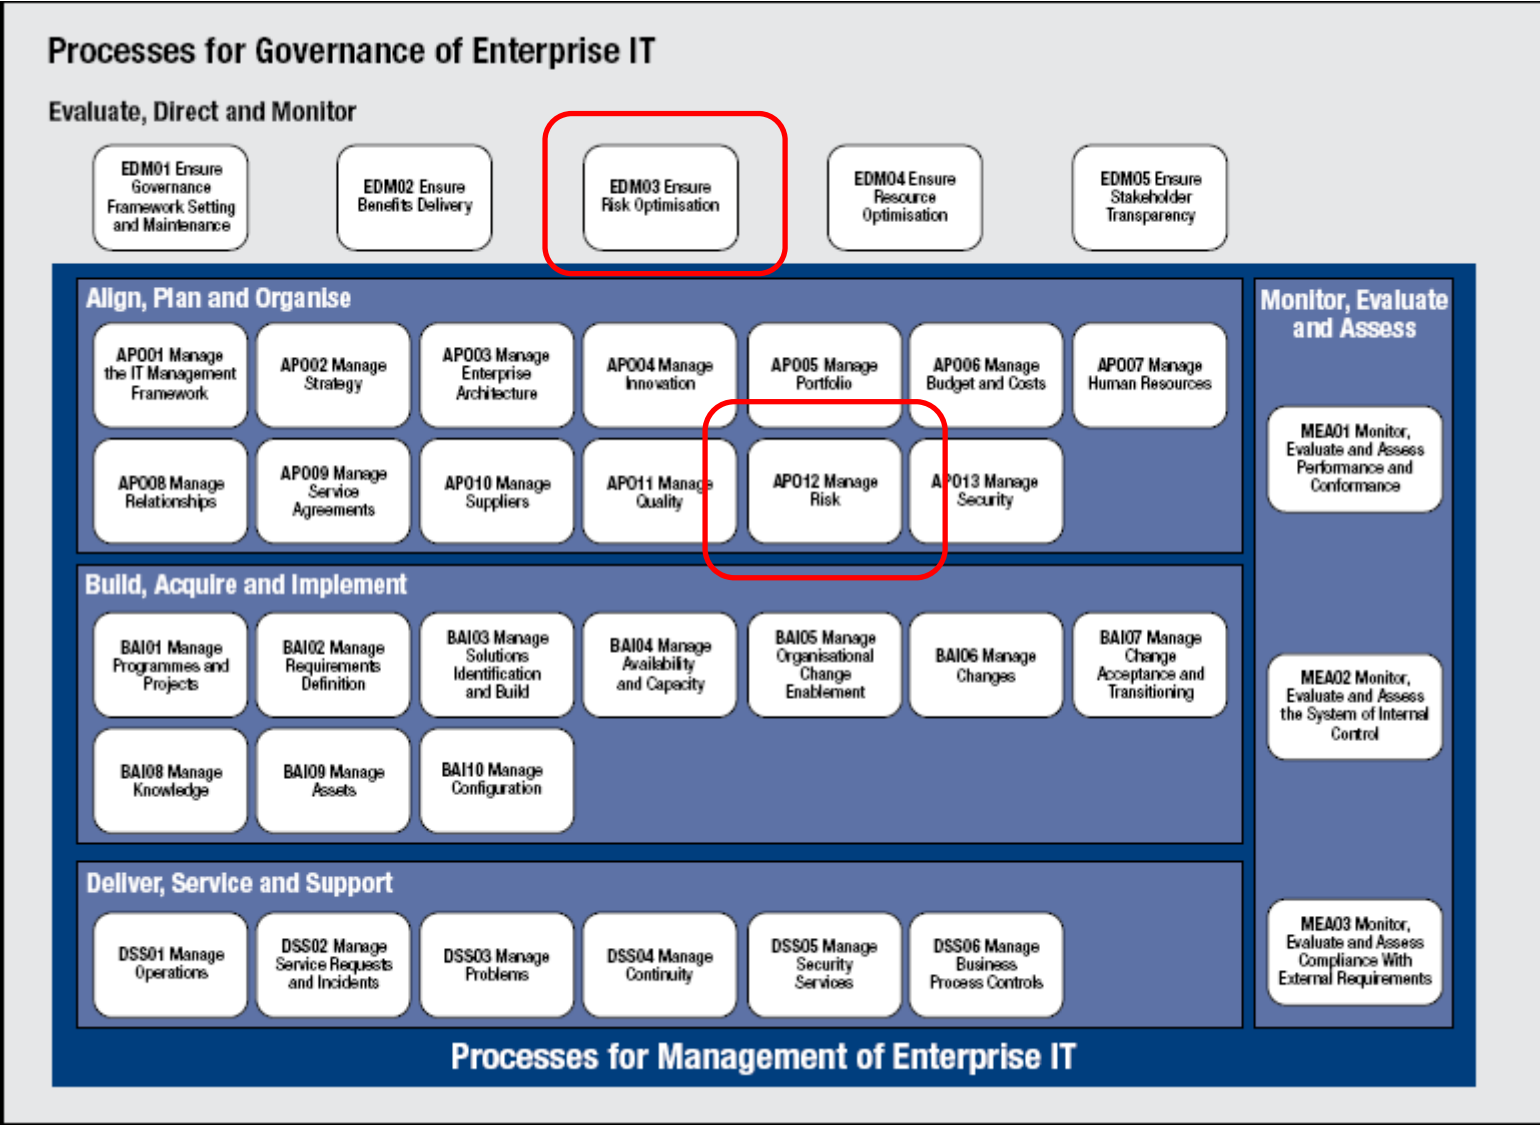 Processes for Governance of Enterprise IT
Evaluate, Direct and Monitor
EDM01 Ensure
Governance
Framework Setting
and Maintenance
EDM02 Ensure
Benefits Delivery
EDM03 Ensure
Risk Optimisation
EDM04 Ensure
Resource
Optimisation
EDM05 Ensure
Stakeholder
Transparency
Align, Plan and Organise
APO01 Manage
the IT Management
Framework
APO02 Manage
Strategy
APO03 Manage
Enterprise
Architecture
APO04 Manage
Innovation
APO05 Manage
Portfolio
APO06 Manage
Budget and Costs
APO07 Manage
Human Resources
APO08 Manage
Relationships
APO09 Manage
Service
Agreements
APO10 Manage
Suppliers
APO11 Manage
Quality
APO12 Manage
Risk
APO13 Manage
Security
Build, Acquire and Implement
BAI01 Manage
Programmes and
Projects
BAI02 Manage
Requirements
Definition
BAI03 Manage
Solutions
Identification
and Build
BAI04 Manage
Availability
and Capacity
BAI05 Manage
Organisational
Change
Enablement
BAI06 Manage
Changes
BAI07 Manage
Change
Acceptance and
Transitioning
BAI08 Manage
Knowledge
BAI09 Manage
Assets
BAI10 Manage
Configuration
Deliver, Service and Support
DSS01 Manage
Operations
DSS02 Manage
Service Requests
and Incidents
DSS03 Manage
Problems
DSS04 Manage
Continuity
DSS05 Manage
Security
Services
DSS06 Manage
Business
Process Controls
Monitor, Evaluate
and Assess
MEA01 Monitor,
Evaluate and Assess
Performance and
Conformance
MEA02 Monitor,
Evaluate and Assess
the System of Internal
Control
MEA03 Monitor,
Evaluate and Assess
Compliance With
External Requirements
Processes for Management of Enterprise IT